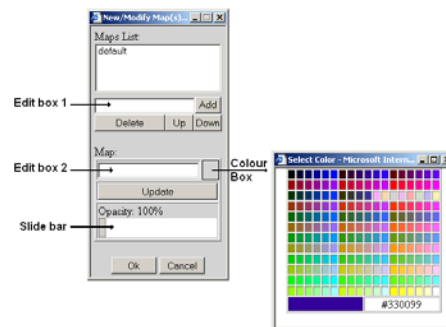 New/Modify Map(s)...
Maps List:
default
Edit box 1
Add
Delete Up Down
Map:
Edit box 2
Colour
Box
Select Color - Microsoft Intern...
Update
Opacity: 100%
Slide bar
Ok Cancel
#330099